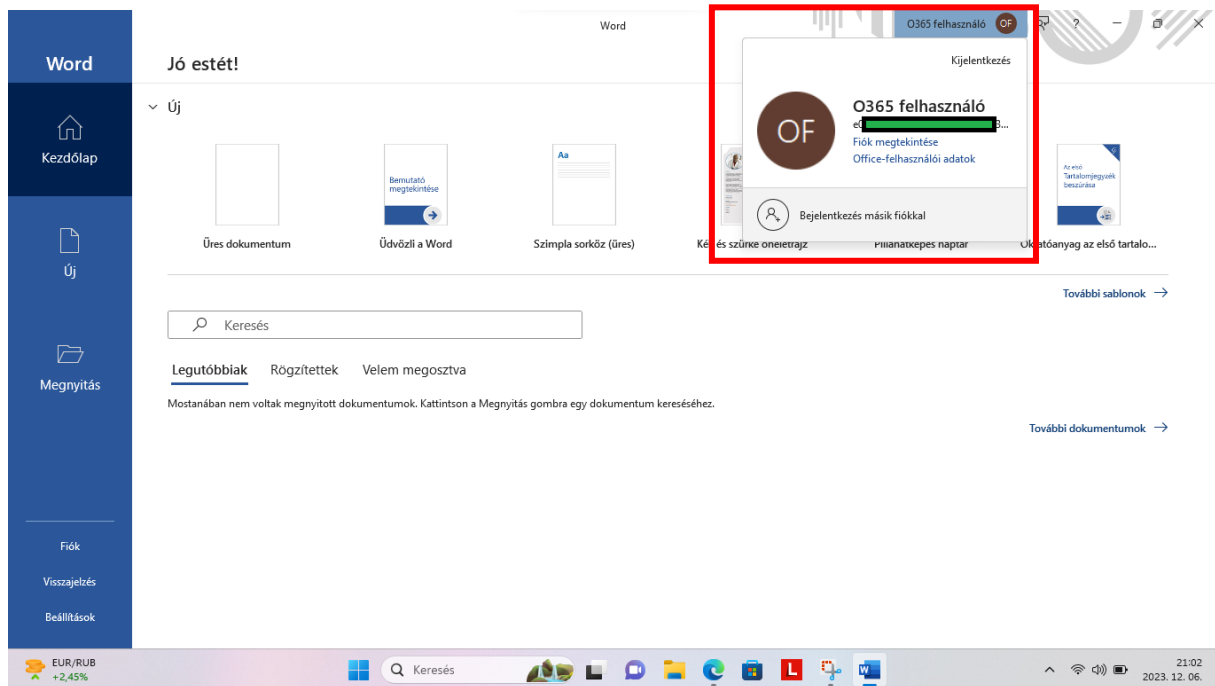 Word
O365 felhasználó OF
?
Word
Kezdőlap
Új
Megnyitás
Fiók
Visszajelzés
Beállítások
Jó estét!
Új
Kijelentkezés
OF
O365 felhasználó
Fiók megtekintése
Office-felhasználói adatok
Bejelentkezés másik fiókkal
Bemutató
megtekintése
Aa
Az első
Tartalomjegyzék
beszúrása
Üres dokumentum
Üdvözli a Word
Szimpla sorköz (üres)
További sablonok
Keresés
Legutóbbiak Rögzítettek Velem megosztva
Mostanában nem voltak megnyitott dokumentumok. Kattintson a Megnyitás gombra egy dokumentum kereséséhez.
További dokumentumok
EUR/RUB
+2,45%
Keresés
L
W
21:02
2023. 12. 06.